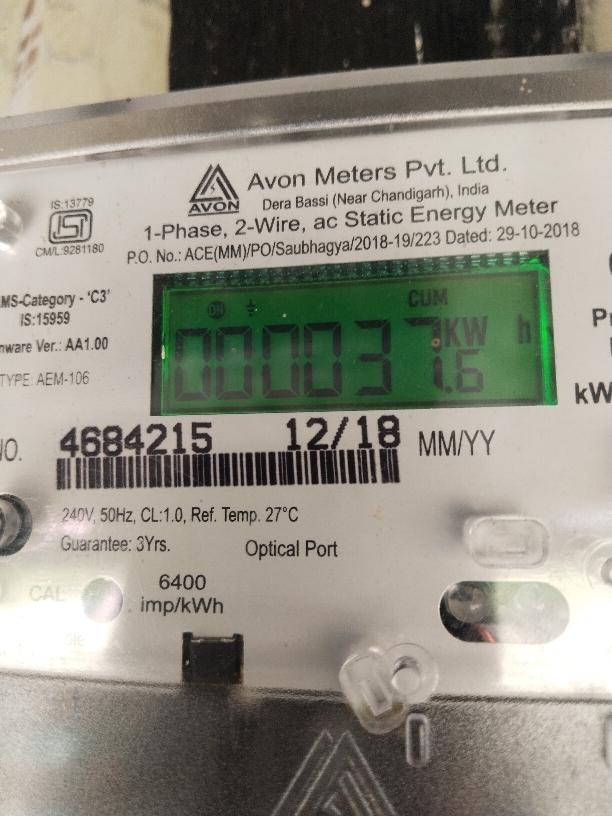 Avon Meters Pvt. Ltd.
AVON
Dera Bassi (Near Chandigarh), India
1-Phase, 2-Wire, ac Static Energy Meter
P.O. No.: ACE(MM)/PO/Saubhagya/2018-19/223 Dated: 29-10-2018
IS:13779
ISI
CM/L:9281180
MS-Category - 'C3'
IS:15959
ware Ver.: AA1.00
TYPE: AEM-106
CUM
000037 KW h
1.6
kW
NO. 4684215 12/18 MM/YY
240V, 50Hz, CL:1.0, Ref. Temp. 27°C
Guarantee: 3Yrs. Optical Port
CAL
6400
imp/kWh